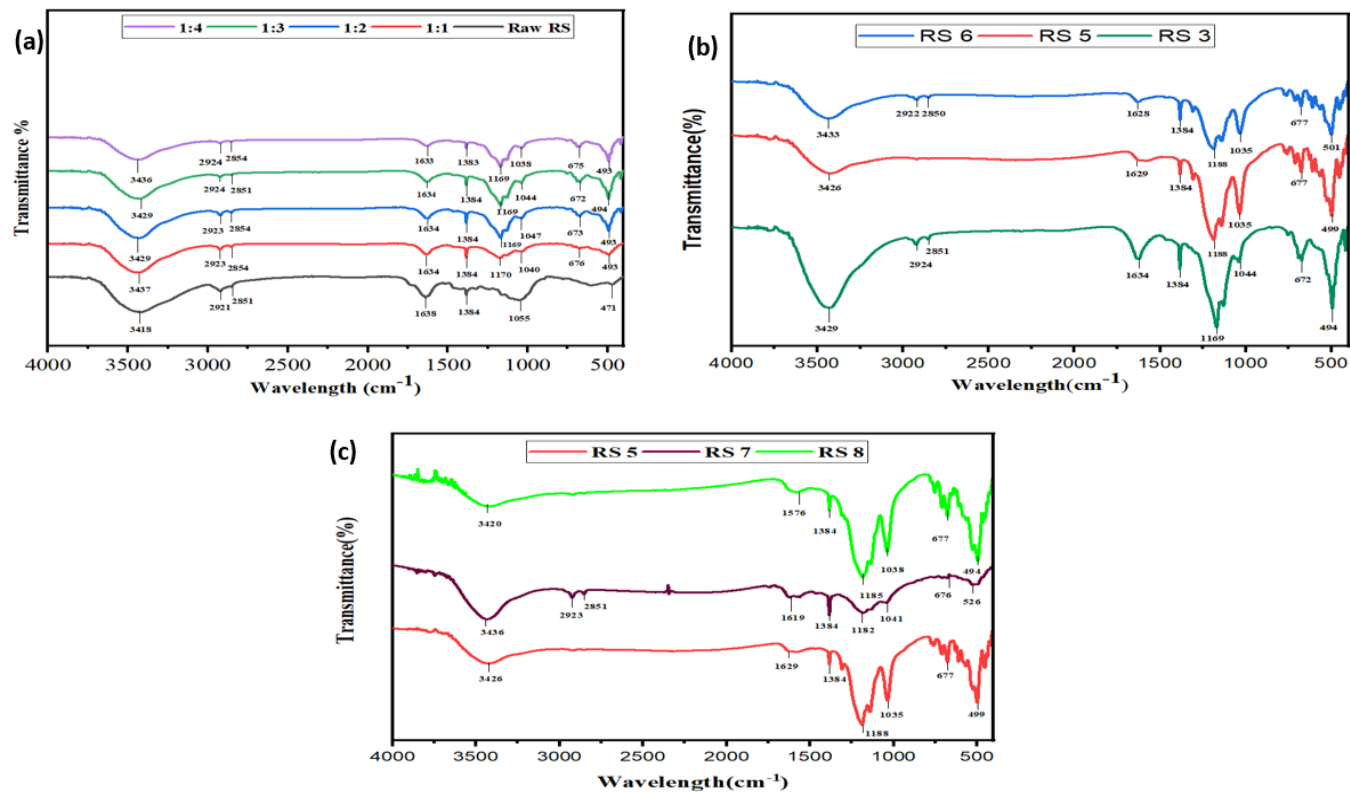 (a)
1:4 1:3 1:2 1:1 Raw RS
Transmittance %
3436 2924 2854 1633 1383 1169 1038 675 493
3429 2924 2851 1634 1384 1169 1044 672 494
3429 2923 2854 1634 1384 1169 1047 673 493
3437 2923 2854 1634 1384 1170 1040 676 493
3418 2921 2851 1638 1384 1055 471
4000 3500 3000 2500 2000 1500 1000 500
Wavelength (cm-1)
(b)
RS 6 RS 5 RS 3
Transmittance(%)
3433 2922 2850 1628 1384 1188 1035 677 501
3426 1629 1384 1188 1035 677 499
3429 2924 2851 1634 1384 1169 1044 672 494
4000 3500 3000 2500 2000 1500 1000 500
Wavelength(cm-1)
(c)
RS 5 RS 7 RS 8
Transmittance(%)
3420 1576 1384 1185 1038 677 494
3436 2923 2851 1619 1384 1182 1041 676 526
3426 1629 1384 1188 1035 677 499
4000 3500 3000 2500 2000 1500 1000 500
Wavelength(cm-1)